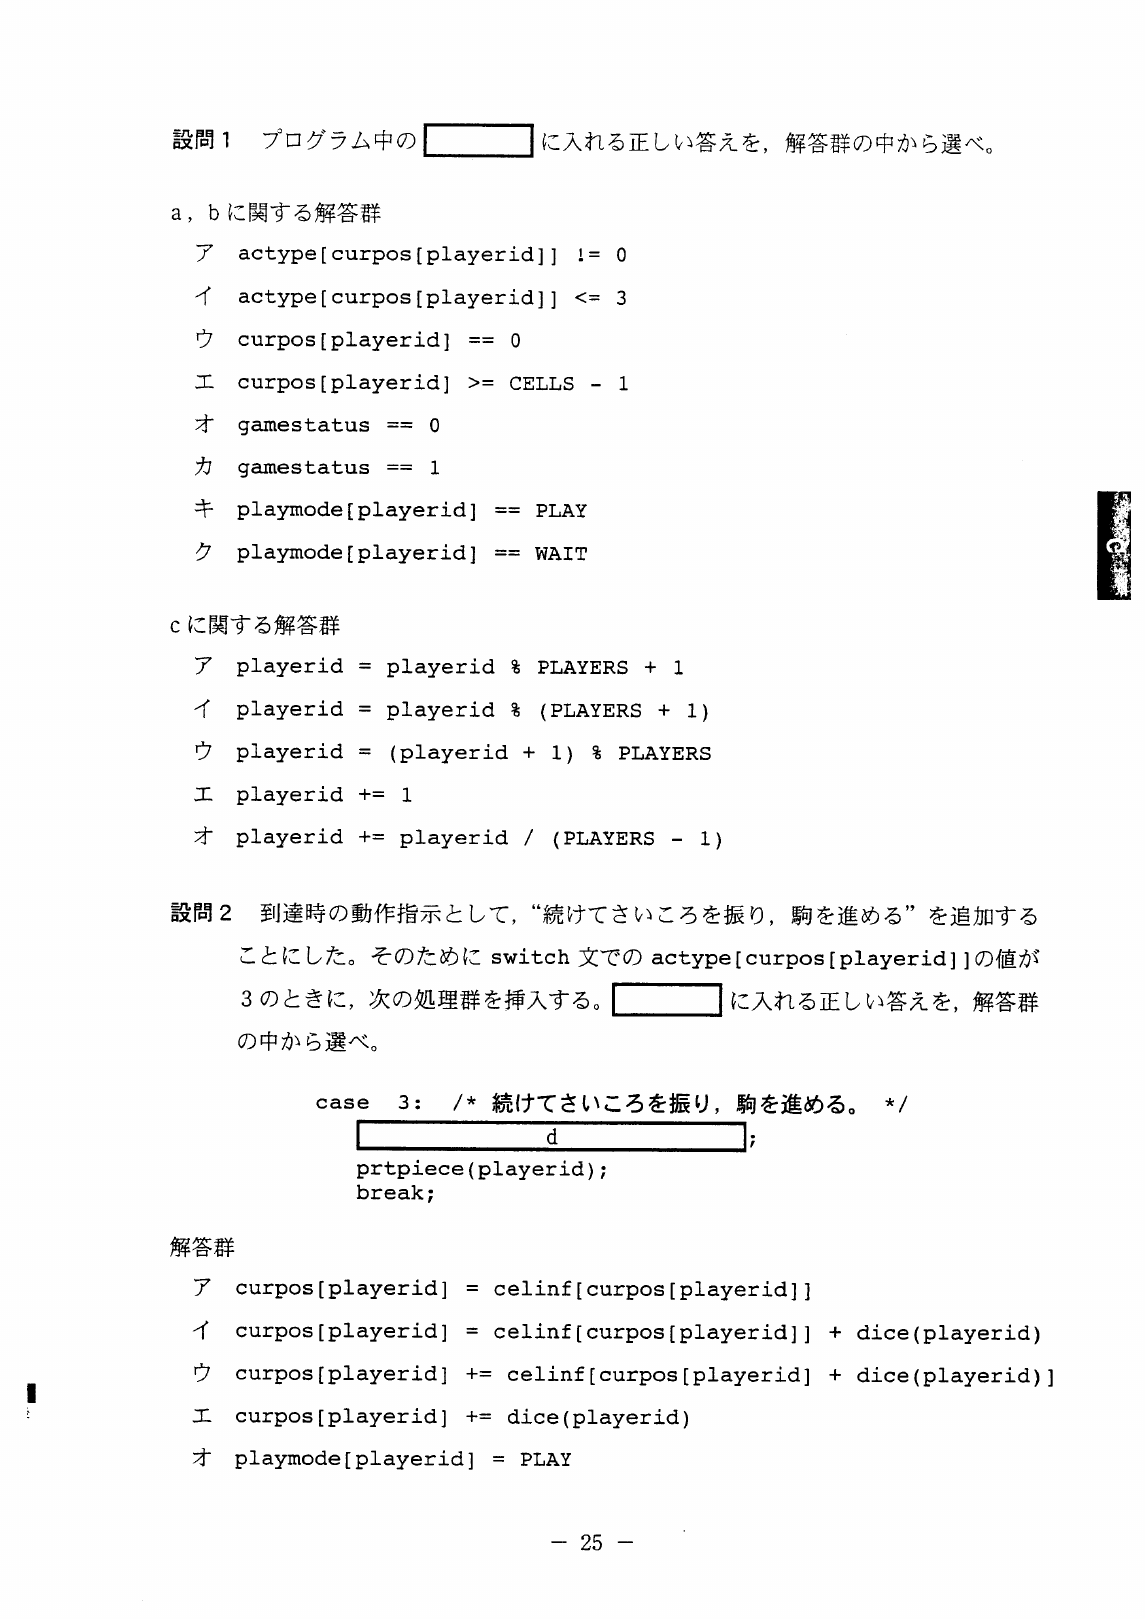 設問1 プログラム中の に入れる正しい答えを，解答群の中から選べ。
a，bに関する解答群
ア actype[curpos[playerid]] != 0
イ actype[curpos[playerid]] <= 3
ウ curpos[playerid] == 0
エ curpos[playerid] >= CELLS - 1
オ gamestatus == 0
カ gamestatus == 1
キ playmode[playerid] == PLAY
ク playmode[playerid] == WAIT
cに関する解答群
ア playerid = playerid % PLAYERS + 1
イ playerid = playerid % (PLAYERS + 1)
ウ playerid = (playerid + 1) % PLAYERS
エ playerid += 1
オ playerid += playerid / (PLAYERS - 1)
設問2 到達時の動作指示として，“続けてさいころを振り，駒を進める”を追加する
ことにした。そのために switch 文での actype[curpos[playerid]]の値が
3のときに，次の処理群を挿入する。 に入れる正しい答えを，解答群
の中から選べ。
case 3: /* 続けてさいころを振り，駒を進める。 */
d ;
prtpiece(playerid);
break;
解答群
ア curpos[playerid] = celinf[curpos[playerid]]
イ curpos[playerid] = celinf[curpos[playerid]] + dice(playerid)
ウ curpos[playerid] += celinf[curpos[playerid] + dice(playerid)]
エ curpos[playerid] += dice(playerid)
オ playmode[playerid] = PLAY
— 25 —
C